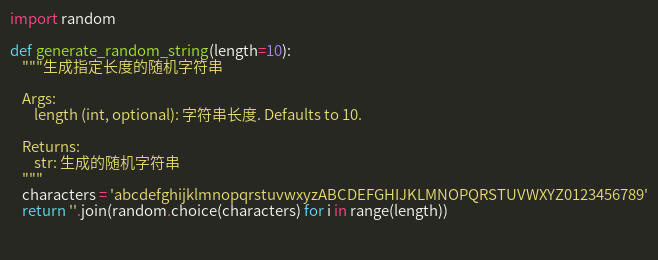 import random
def generate_random_string(length=10):
"""生成指定长度的随机字符串
Args:
length (int, optional): 字符串长度. Defaults to 10.
Returns:
str: 生成的随机字符串
"""
characters = 'abcdefghijklmnopqrstuvwxyzABCDEFGHIJKLMNOPQRSTUVWXYZ0123456789'
return ''.join(random.choice(characters) for i in range(length))